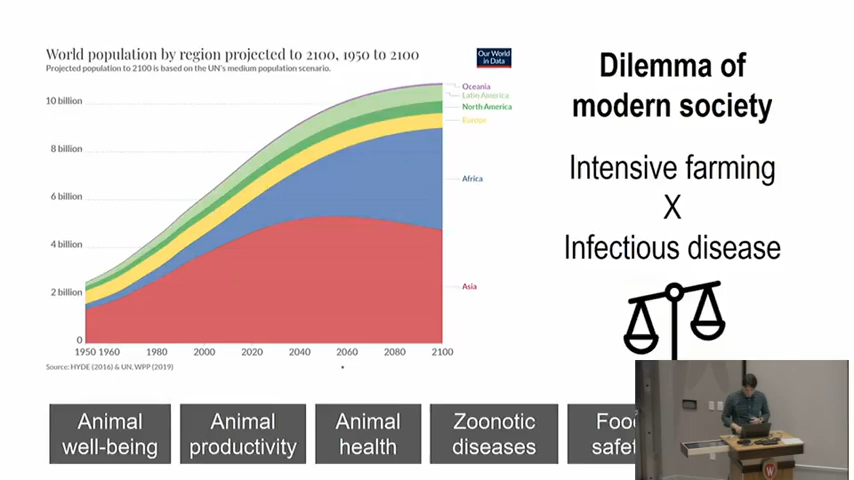 World population by region projected to 2100, 1950 to 2100
Projected population to 2100 is based on the UN's medium population scenario.
Our World
in Data
10 billion
8 billion
6 billion
4 billion
2 billion
0
1950 1960 1980 2000 2020 2040 2060 2080 2100
Oceania
Latin America
North America
Europe
Africa
Asia
Source: HYDE (2016) & UN, WPP (2019)
Dilemma of
modern society
Intensive farming
X
Infectious disease
Animal
well-being
Animal
productivity
Animal
health
Zoonotic
diseases
W